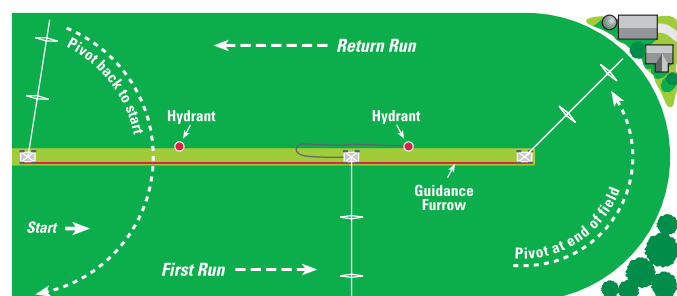 Return Run
Pivot back to start
Hydrant
Hydrant
Guidance
Furrow
Start
Pivot at end of field
First Run